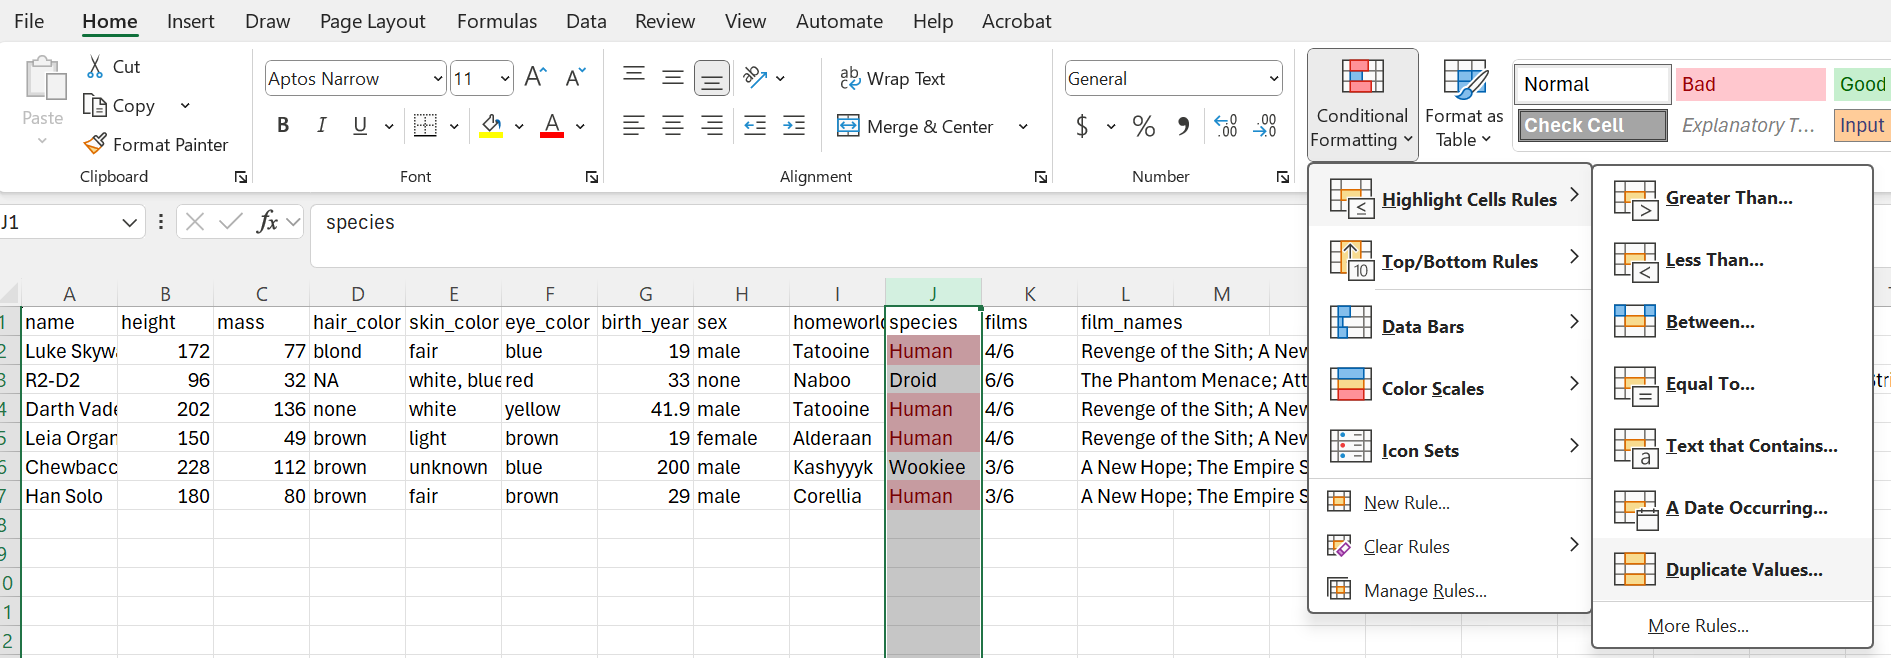 File Home Insert Draw Page Layout Formulas Data Review View Automate Help Acrobat
Paste
Cut
Copy
Format Painter
Clipboard
Aptos Narrow 11 A A
B I U A
Font
ab Wrap Text
Merge & Center
Alignment
General
$ % 9 .00 .00
Number
Conditional Formatting
Format as Table
Normal Bad Good
Check Cell Explanatory T... Input
J1 fx species
Highlight Cells Rules
Top/Bottom Rules
Data Bars
Color Scales
Icon Sets
New Rule...
Clear Rules
Manage Rules...
Greater Than...
Less Than...
Between...
Equal To...
Text that Contains...
A Date Occurring...
Duplicate Values...
More Rules...
A B C D E F G H I J K L M
1 name height mass hair_color skin_color eye_color birth_year sex homeworld species films film_names
2 Luke Skyw 172 77 blond fair blue 19 male Tatooine Human 4/6 Revenge of the Sith; A New
3 R2-D2 96 32 NA white, blue red 33 none Naboo Droid 6/6 The Phantom Menace; Att
4 Darth Vade 202 136 none white yellow 41.9 male Tatooine Human 4/6 Revenge of the Sith; A New
5 Leia Organ 150 49 brown light brown 19 female Alderaan Human 4/6 Revenge of the Sith; A New
6 Chewbacc 228 112 brown unknown blue 200 male Kashyyyk Wookiee 3/6 A New Hope; The Empire S
7 Han Solo 180 80 brown fair brown 29 male Corellia Human 3/6 A New Hope; The Empire S
8
9
0
1
2